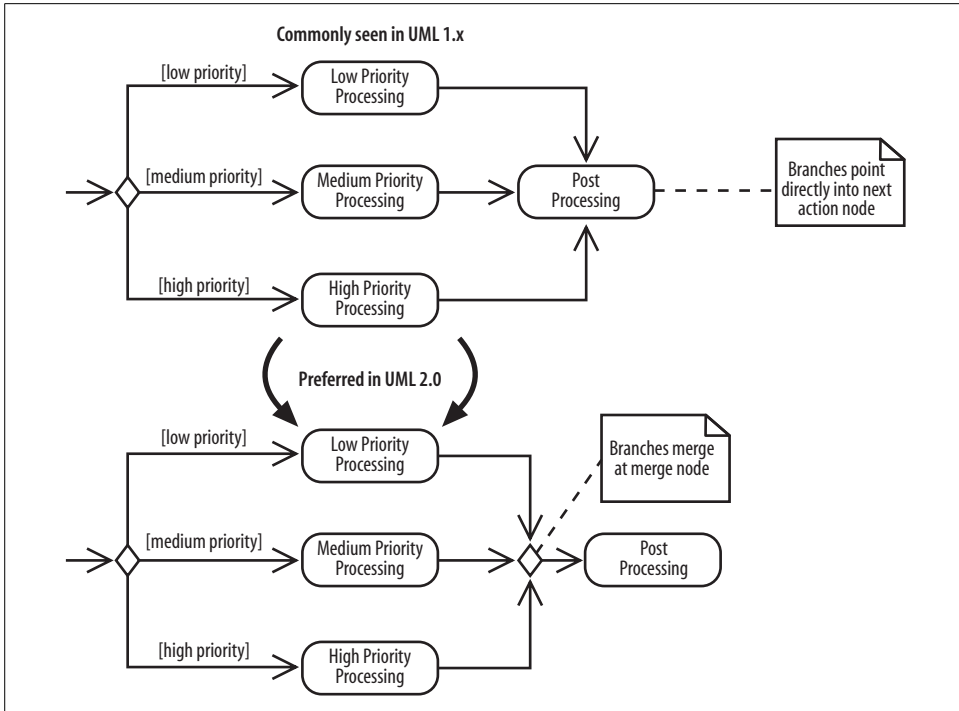 Commonly seen in UML 1.x
[low priority]
Low Priority
Processing
[medium priority]
Medium Priority
Processing
Post
Processing
Branches point
directly into next
action node
[high priority]
High Priority
Processing
Preferred in UML 2.0
[low priority]
Low Priority
Processing
Branches merge
at merge node
[medium priority]
Medium Priority
Processing
Post
Processing
[high priority]
High Priority
Processing